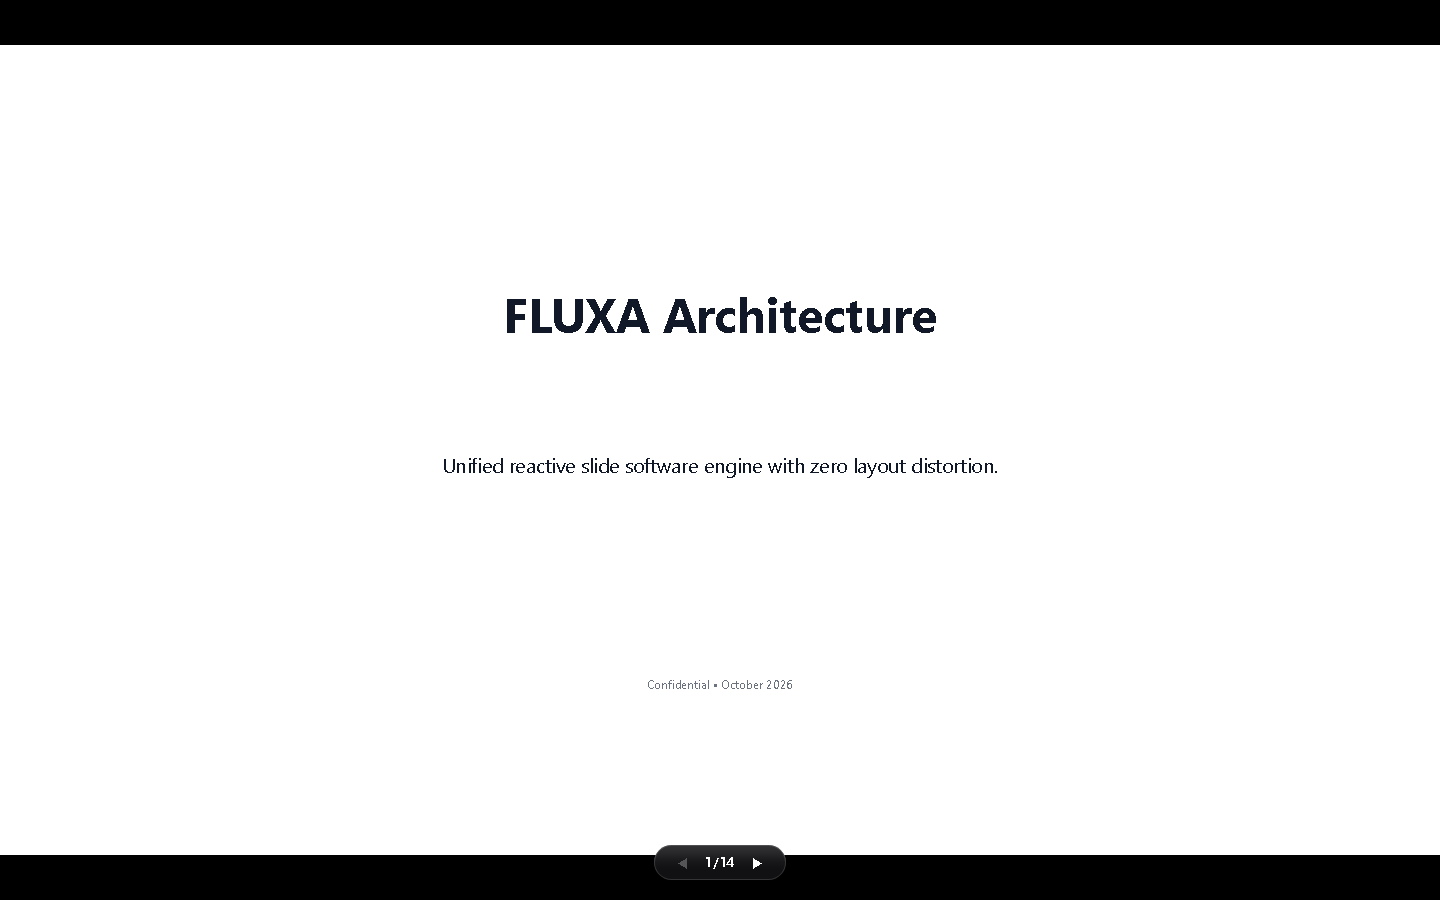 FLUXA Architecture
Unified reactive slide software engine with zero layout distortion.
Confidential • October 2026
◀ 1/14 ▶